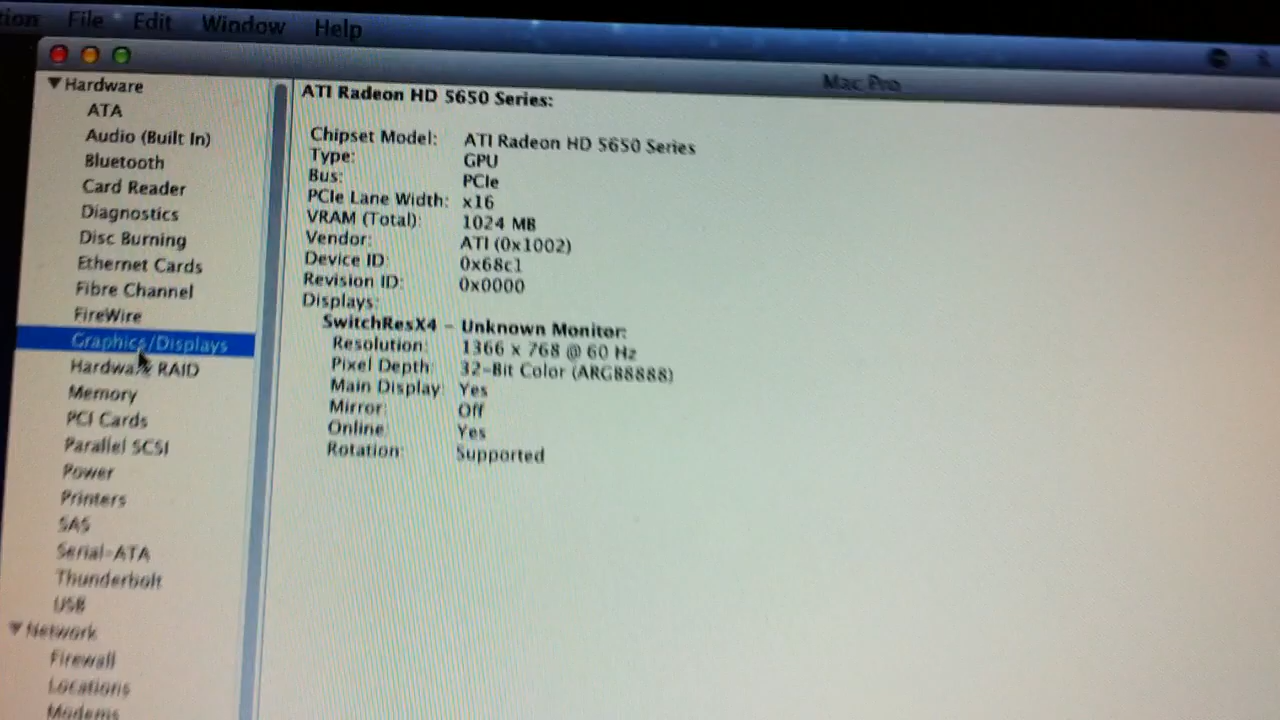 File Edit Window Help
Mac Pro
Hardware
ATA
Audio (Built In)
Bluetooth
Card Reader
Diagnostics
Disc Burning
Ethernet Cards
Fibre Channel
FireWire
Graphics/Displays
Hardware RAID
Memory
PCI Cards
Parallel SCSI
Power
Printers
SAS
Serial-ATA
Thunderbolt
USB
Network
Firewall
Locations
Modems
ATI Radeon HD 5650 Series:
Chipset Model: ATI Radeon HD 5650 Series
Type: GPU
Bus: PCIe
PCIe Lane Width: x16
VRAM (Total): 1024 MB
Vendor: ATI (0x1002)
Device ID: 0x68c1
Revision ID: 0x0000
Displays:
SwitchResX4 – Unknown Monitor:
Resolution: 1366 x 768 @ 60 Hz
Pixel Depth: 32-Bit Color (ARGB8888)
Main Display: Yes
Mirror: Off
Online: Yes
Rotation: Supported